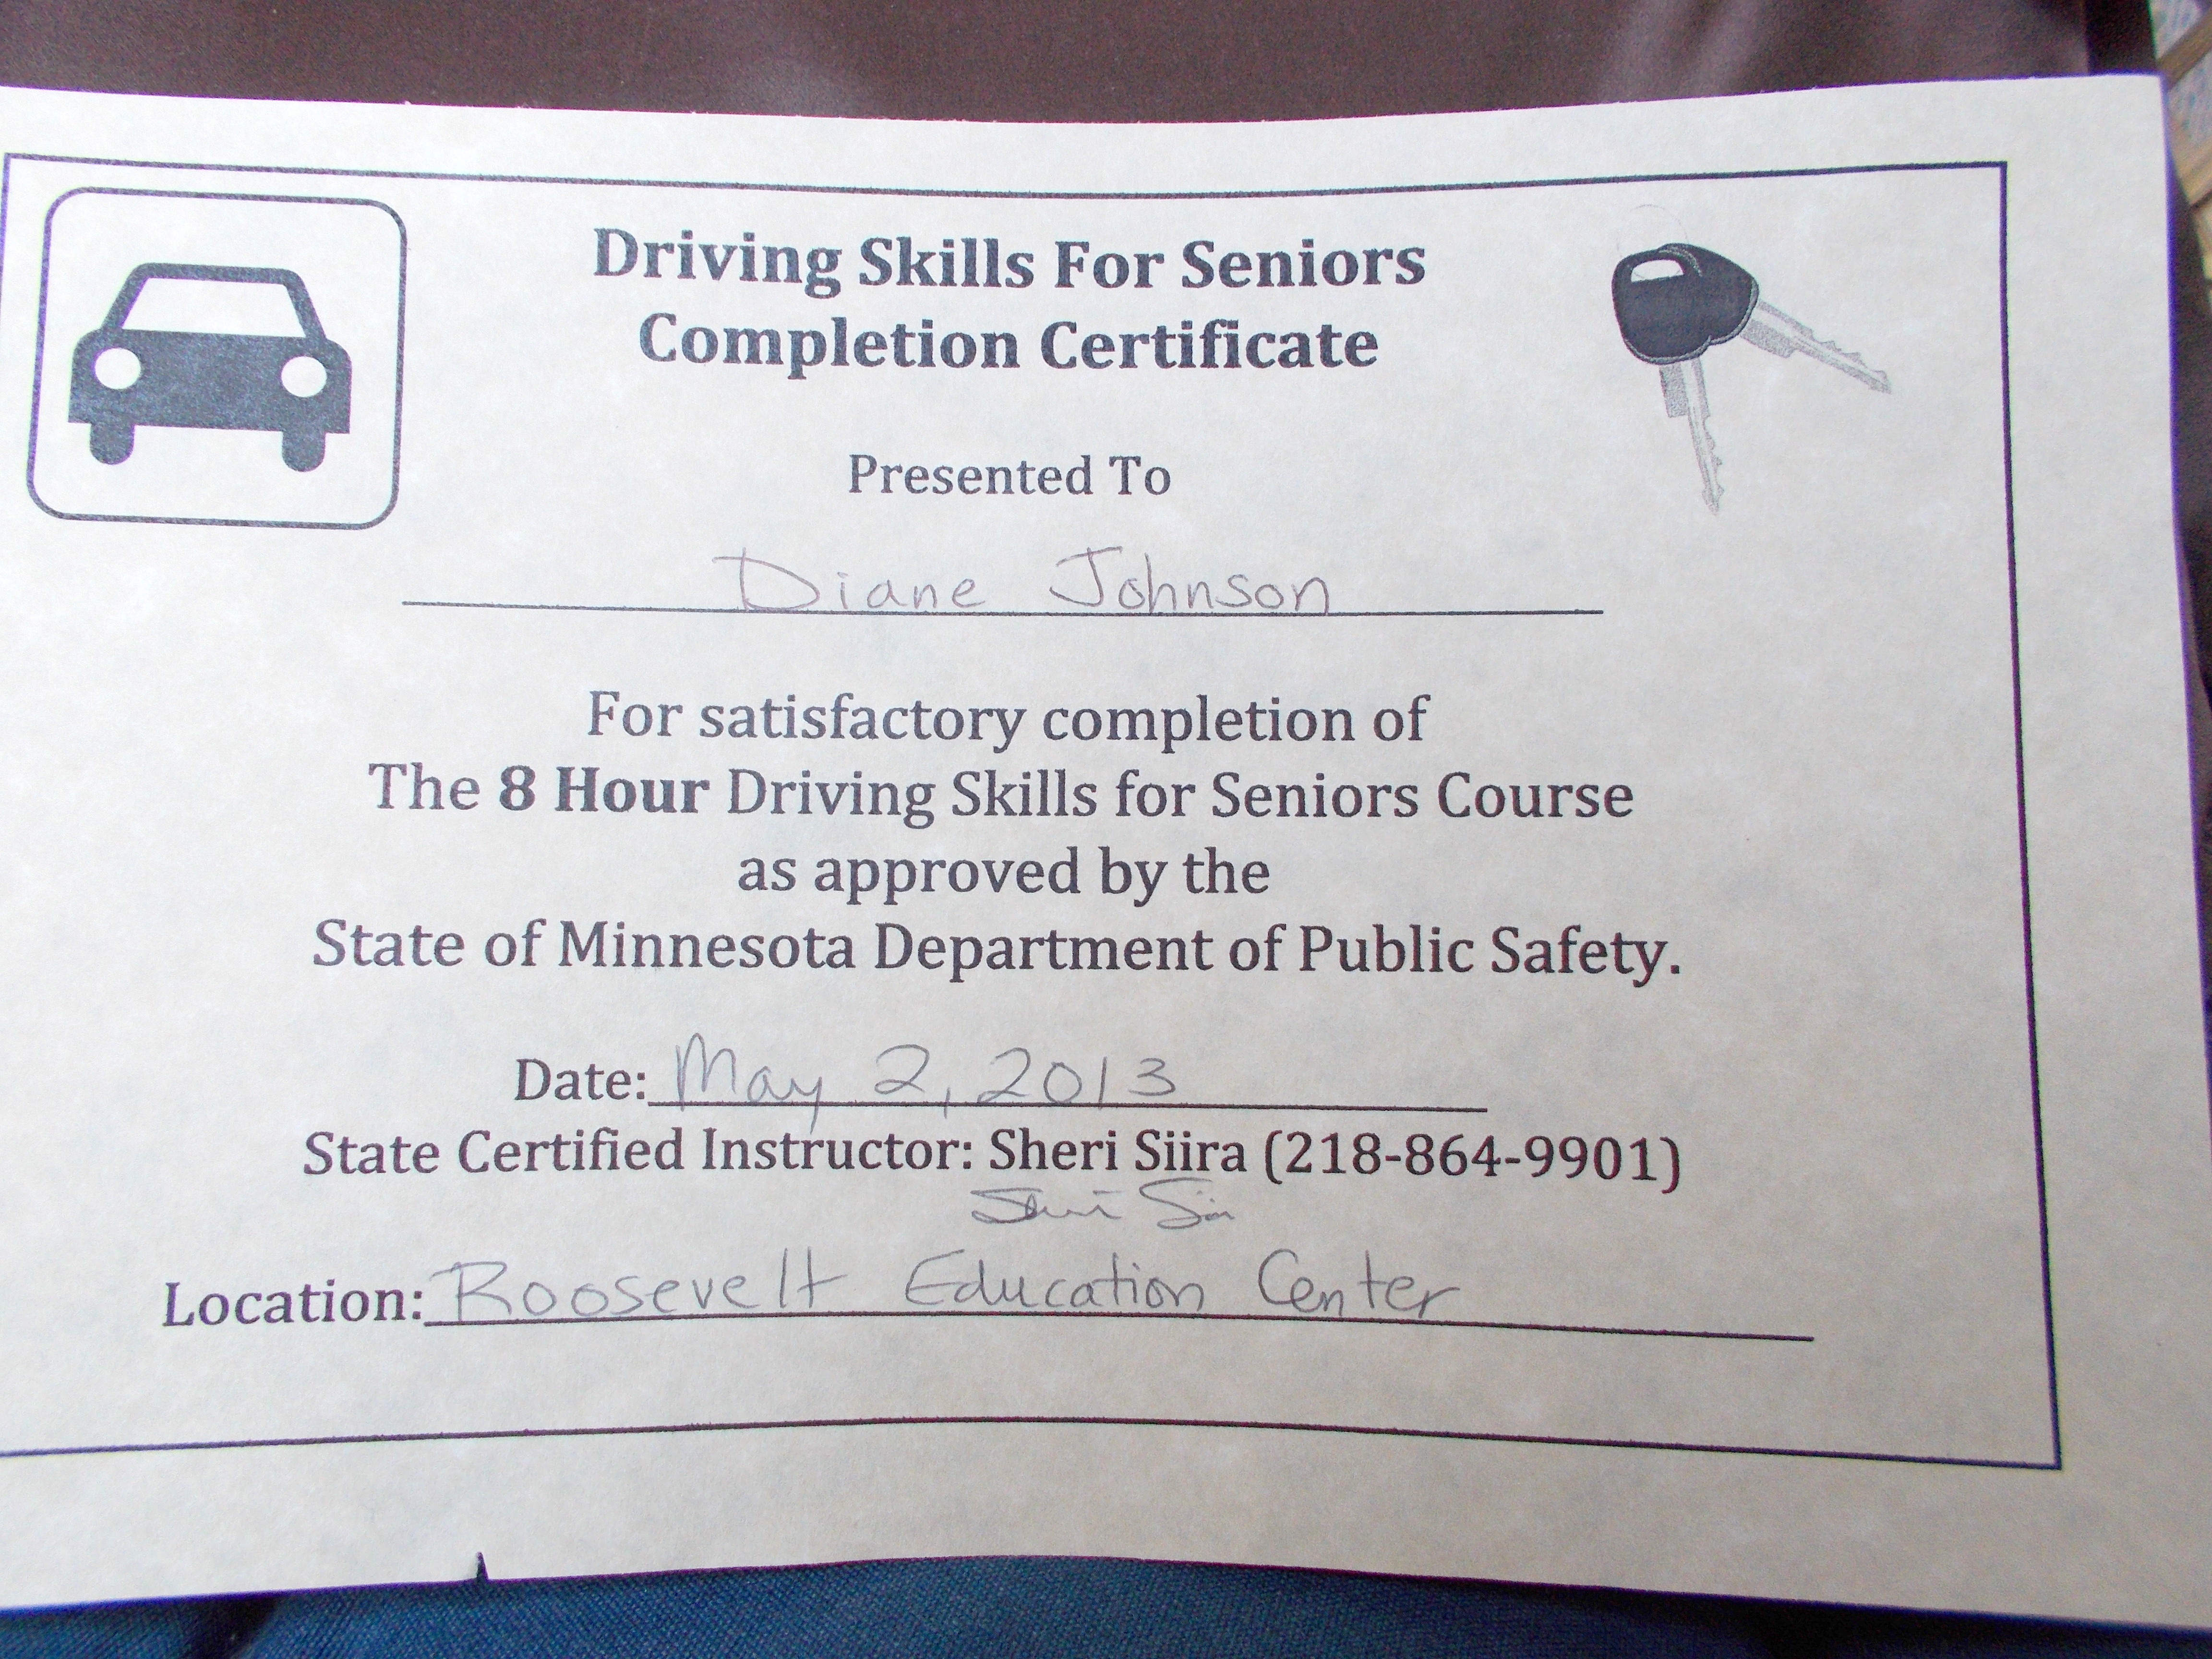 Driving Skills For Seniors
Completion Certificate
Presented To
Diane Johnson
For satisfactory completion of
The 8 Hour Driving Skills for Seniors Course
as approved by the
State of Minnesota Department of Public Safety.
Date: May 2, 2013
State Certified Instructor: Sheri Siira (218-864-9901)
Sheri Siira
Location: Roosevelt Education Center